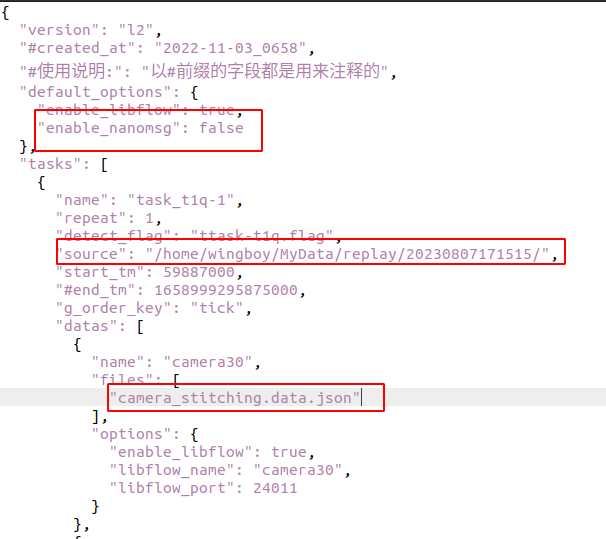 {
"version": "l2",
"#created_at": "2022-11-03_0658",
"#使用说明:": "以#前缀的字段都是用来注释的",
"default_options": {
"enable_libflow": true,
"enable_nanomsg": false
},
"tasks": [
{
"name": "task_t1q-1",
"repeat": 1,
"detect_flag": "ttask-t1q.flag",
"source": "/home/wingboy/MyData/replay/20230807171515/",
"start_tm": 59887000,
"#end_tm": 1658999295875000,
"g_order_key": "tick",
"datas": [
{
"name": "camera30",
"files": [
"camera_stitching.data.json"
],
"options": {
"enable_libflow": true,
"libflow_name": "camera30",
"libflow_port": 24011
}
},